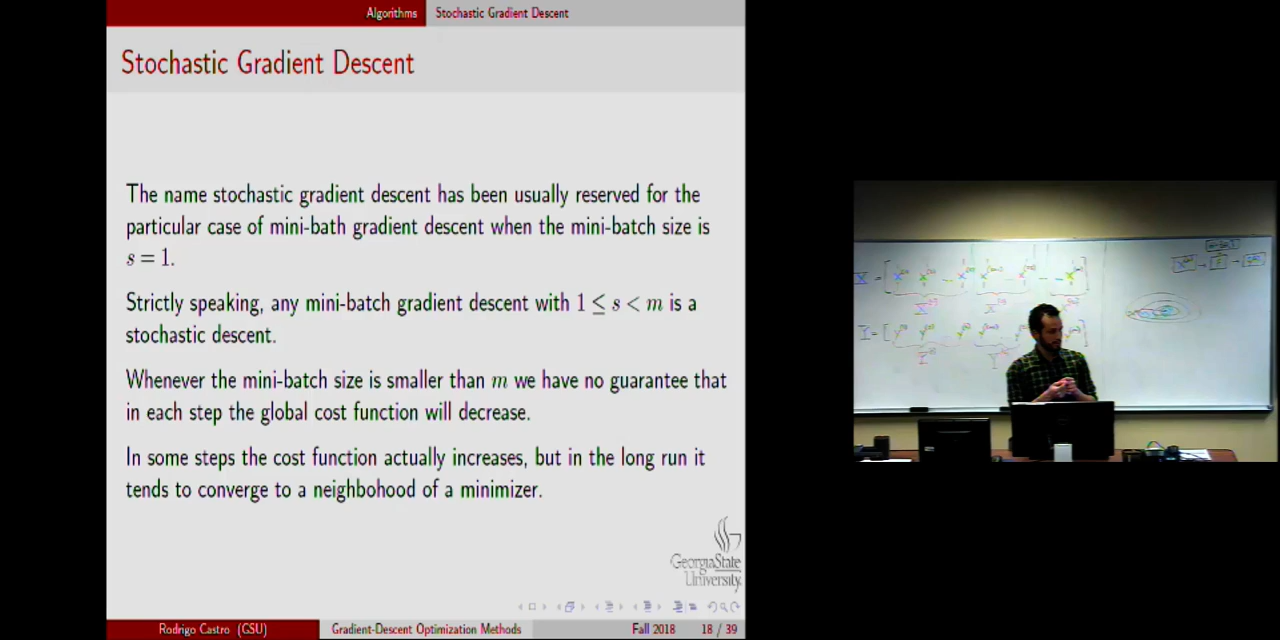 Algorithms Stochastic Gradient Descent
Stochastic Gradient Descent
The name stochastic gradient descent has been usually reserved for the
particular case of mini-bath gradient descent when the mini-batch size is
s = 1.
Strictly speaking, any mini-batch gradient descent with 1 ≤ s < m is a
stochastic descent.
Whenever the mini-batch size is smaller than m we have no guarantee that
in each step the global cost function will decrease.
In some steps the cost function actually increases, but in the long run it
tends to converge to a neighbohood of a minimizer.
GeorgiaState
University
Rodrigo Castro (GSU) Gradient-Descent Optimization Methods Fall 2018 18 / 39